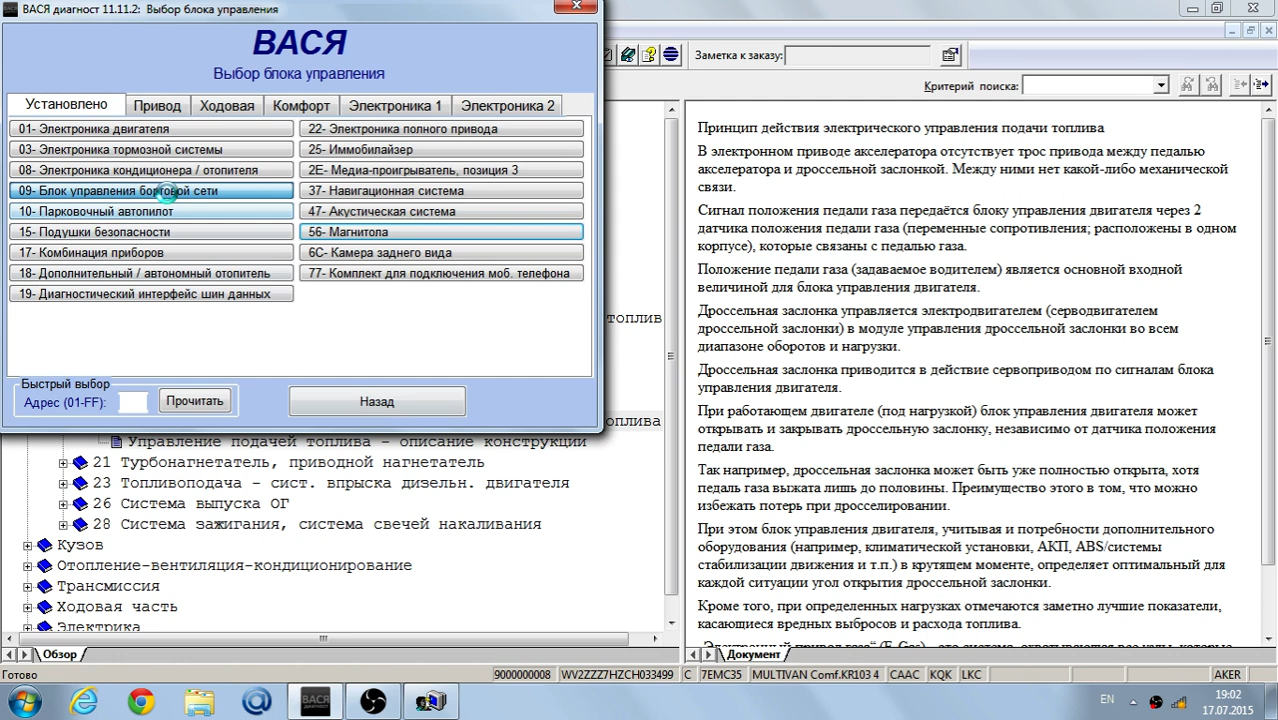 ВАСЯ диагност 11.11.2: Выбор блока управления
ВАСЯ
Выбор блока управления
Установлено
Привод
Ходовая
Комфорт
Электроника 1
Электроника 2
01- Электроника двигателя
03- Электроника тормозной системы
08- Электроника кондиционера / отопителя
09- Блок управления бортовой сети
10- Парковочный автопилот
15- Подушки безопасности
17- Комбинация приборов
18- Дополнительный / автономный отопитель
19- Диагностический интерфейс шин данных
22- Электроника полного привода
25- Иммобилайзер
2E- Медиа-проигрыватель, позиция 3
37- Навигационная система
47- Акустическая система
56- Магнитола
6C- Камера заднего вида
77- Комплект для подключения моб. телефона
Быстрый выбор
Адрес (01-FF):
Прочитать
Назад
Заметка к заказу:
Критерий поиска:
топлив
оплива
Управление подачей топлива - описание конструкции
21 Турбонагнетатель, приводной нагнетатель
23 Топливоподача - сист. впрыска дизельн. двигателя
26 Система выпуска ОГ
28 Система зажигания, система свечей накаливания
Кузов
Отопление-вентиляция-кондиционирование
Трансмиссия
Ходовая часть
Электрика
Обзор
Принцип действия электрического управления подачи топлива
В электронном приводе акселератора отсутствует трос привода между педалью
акселератора и дроссельной заслонкой. Между ними нет какой-либо механической
связи.
Сигнал положения педали газа передаётся блоку управления двигателя через 2
датчика положения педали газа (переменные сопротивления; расположены в одном
корпусе), которые связаны с педалью газа.
Положение педали газа (задаваемое водителем) является основной входной
величиной для блока управления двигателя.
Дроссельная заслонка управляется электродвигателем (серводвигателем
дроссельной заслонки) в модуле управления дроссельной заслонки во всем
диапазоне оборотов и нагрузки.
Дроссельная заслонка приводится в действие сервоприводом по сигналам блока
управления двигателя.
При работающем двигателе (под нагрузкой) блок управления двигателя может
открывать и закрывать дроссельную заслонку, независимо от датчика положения
педали газа.
Так например, дроссельная заслонка может быть уже полностью открыта, хотя
педаль газа выжата лишь до половины. Преимущество этого в том, что можно
избежать потерь при дросселировании.
При этом блок управления двигателя, учитывая и потребности дополнительного
оборудования (например, климатической установки, АКП, ABS/системы
стабилизации движения и т.п.) в крутящем моменте, определяет оптимальный для
каждой ситуации угол открытия дроссельной заслонки.
Кроме того, при определенных нагрузках отмечаются заметно лучшие показатели,
касающиеся вредных выбросов и расхода топлива.
Документ
Готово
9000000008
WV2ZZZ7HZCH033499
C
7EMC35
MULTIVAN Comf.KR103 4
CAAC
KQK
LKC
AKER
ВАСЯ
ДИАГНОСТ
EN
19:02
17.07.2015